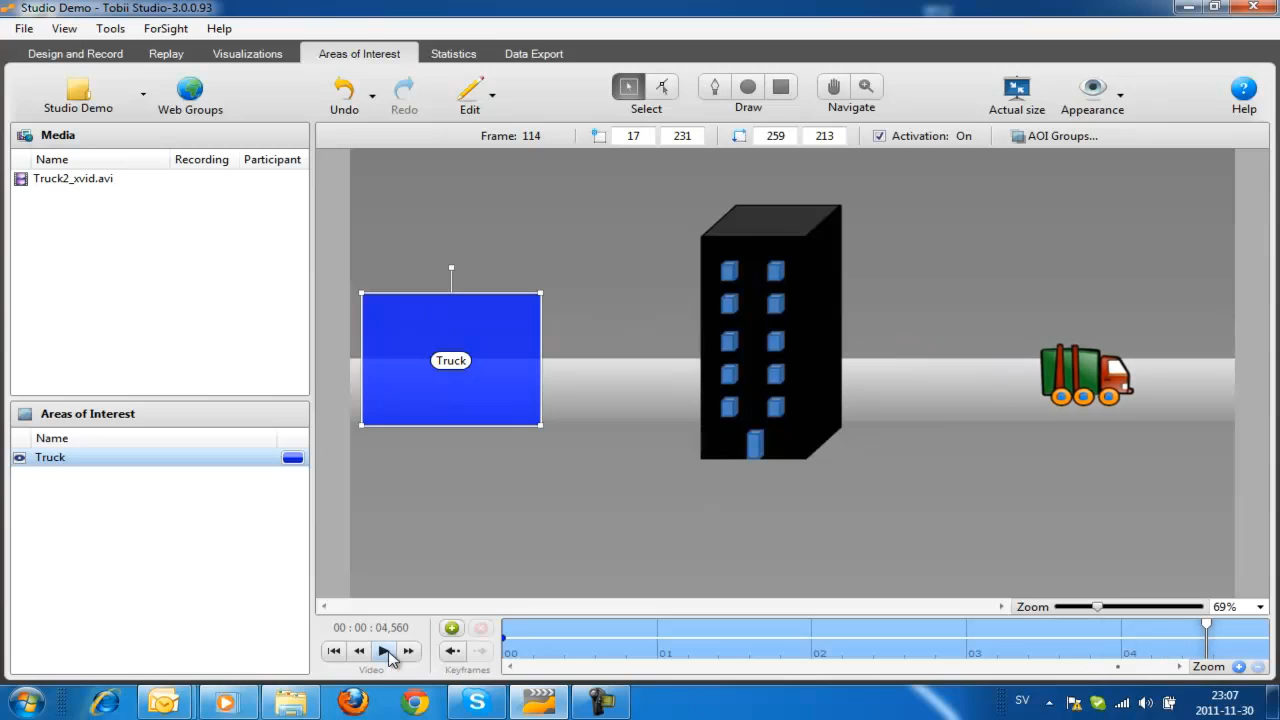 Studio Demo - Tobii Studio-3.0.0.93
File View Tools ForSight Help
Design and Record Replay Visualizations Areas of Interest Statistics Data Export
Studio Demo Web Groups Undo Redo Edit Select Draw Navigate Actual size Appearance Help
Media
Frame: 114 17 231 259 213 Activation: On AOI Groups...
Name Recording Participant
Truck2_xvid.avi
Truck
Areas of Interest
Name
Truck
Zoom 69%
00 : 00 : 04,560
00 01 02 03 04
Video Keyframes Zoom
SV 23:07
2011-11-30